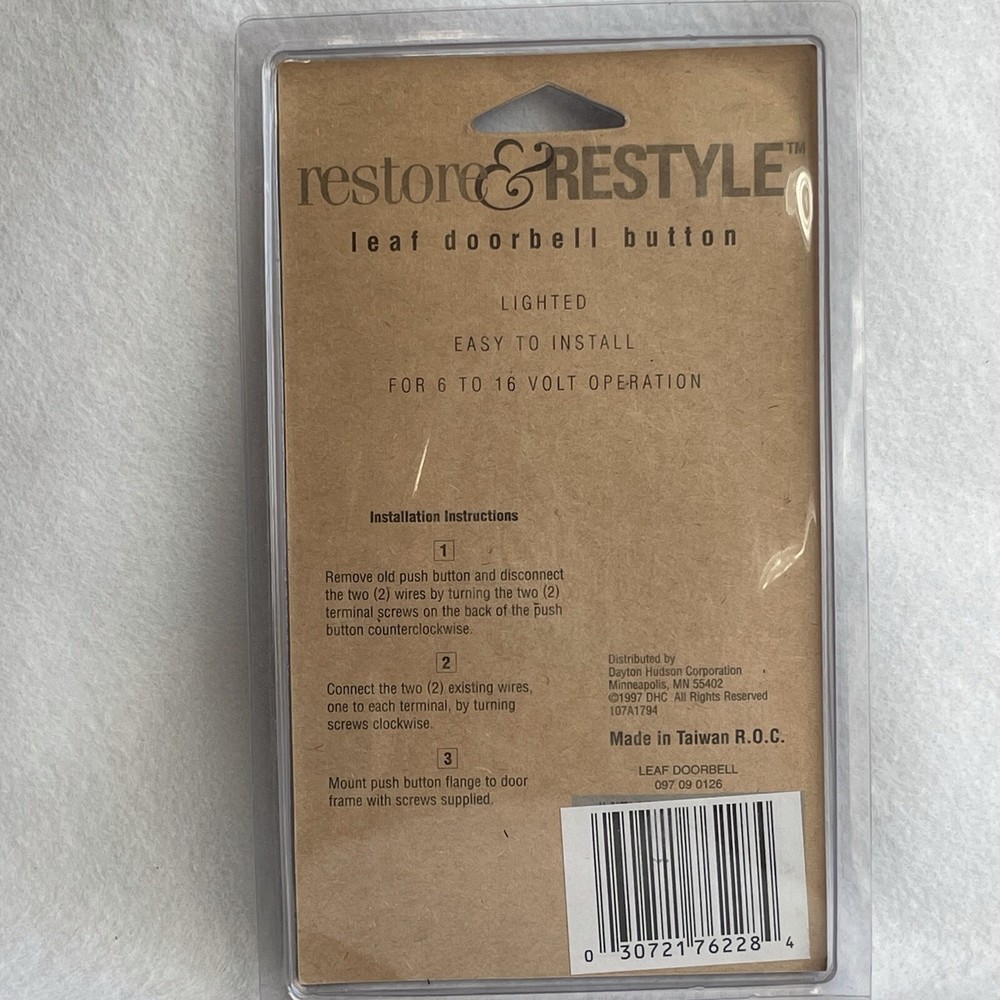 restore&RESTYLE™
leaf doorbell button
LIGHTED
EASY TO INSTALL
FOR 6 TO 16 VOLT OPERATION
Installation Instructions
1
Remove old push button and disconnect
the two (2) wires by turning the two (2)
terminal screws on the back of the push
button counterclockwise.
2
Connect the two (2) existing wires,
one to each terminal, by turning
screws clockwise.
3
Mount push button flange to door
frame with screws supplied.
Distributed by
Dayton Hudson Corporation
Minneapolis, MN 55402
©1997 DHC All Rights Reserved
107A1794
Made in Taiwan R.O.C.
LEAF DOORBELL
097 09 0126
0 30721 76228 4